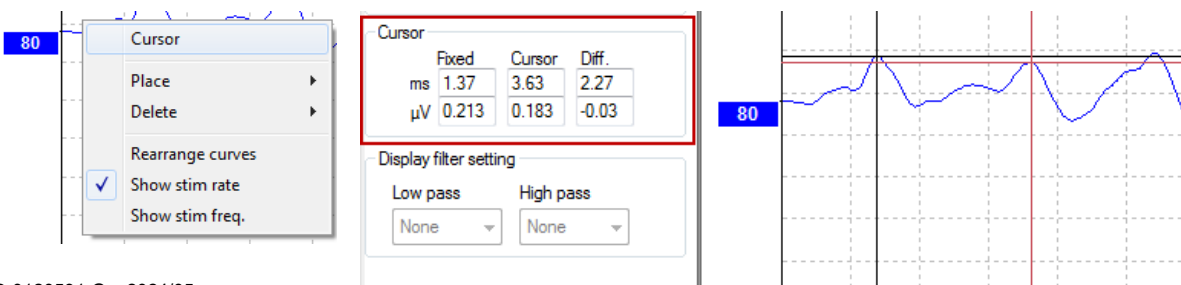 80
Cursor
Place
Delete
Rearrange curves
Show stim rate
Show stim freq.
Cursor
Fixed Cursor Diff.
ms 1.37 3.63 2.27
µV 0.213 0.183 -0.03
Display filter setting
Low pass High pass
None None
80